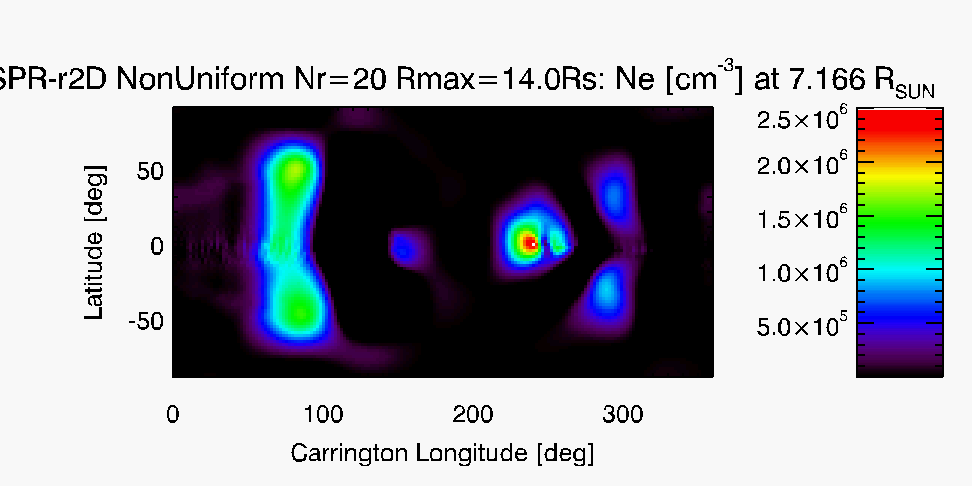 SPR-r2D NonUniform Nr=20 Rmax=14.0Rs: Ne [cm⁻³] at 7.166 R_SUN
2.5×10⁶
2.0×10⁶
1.5×10⁶
1.0×10⁶
5.0×10⁵
50
0
-50
Latitude [deg]
0 100 200 300
Carrington Longitude [deg]